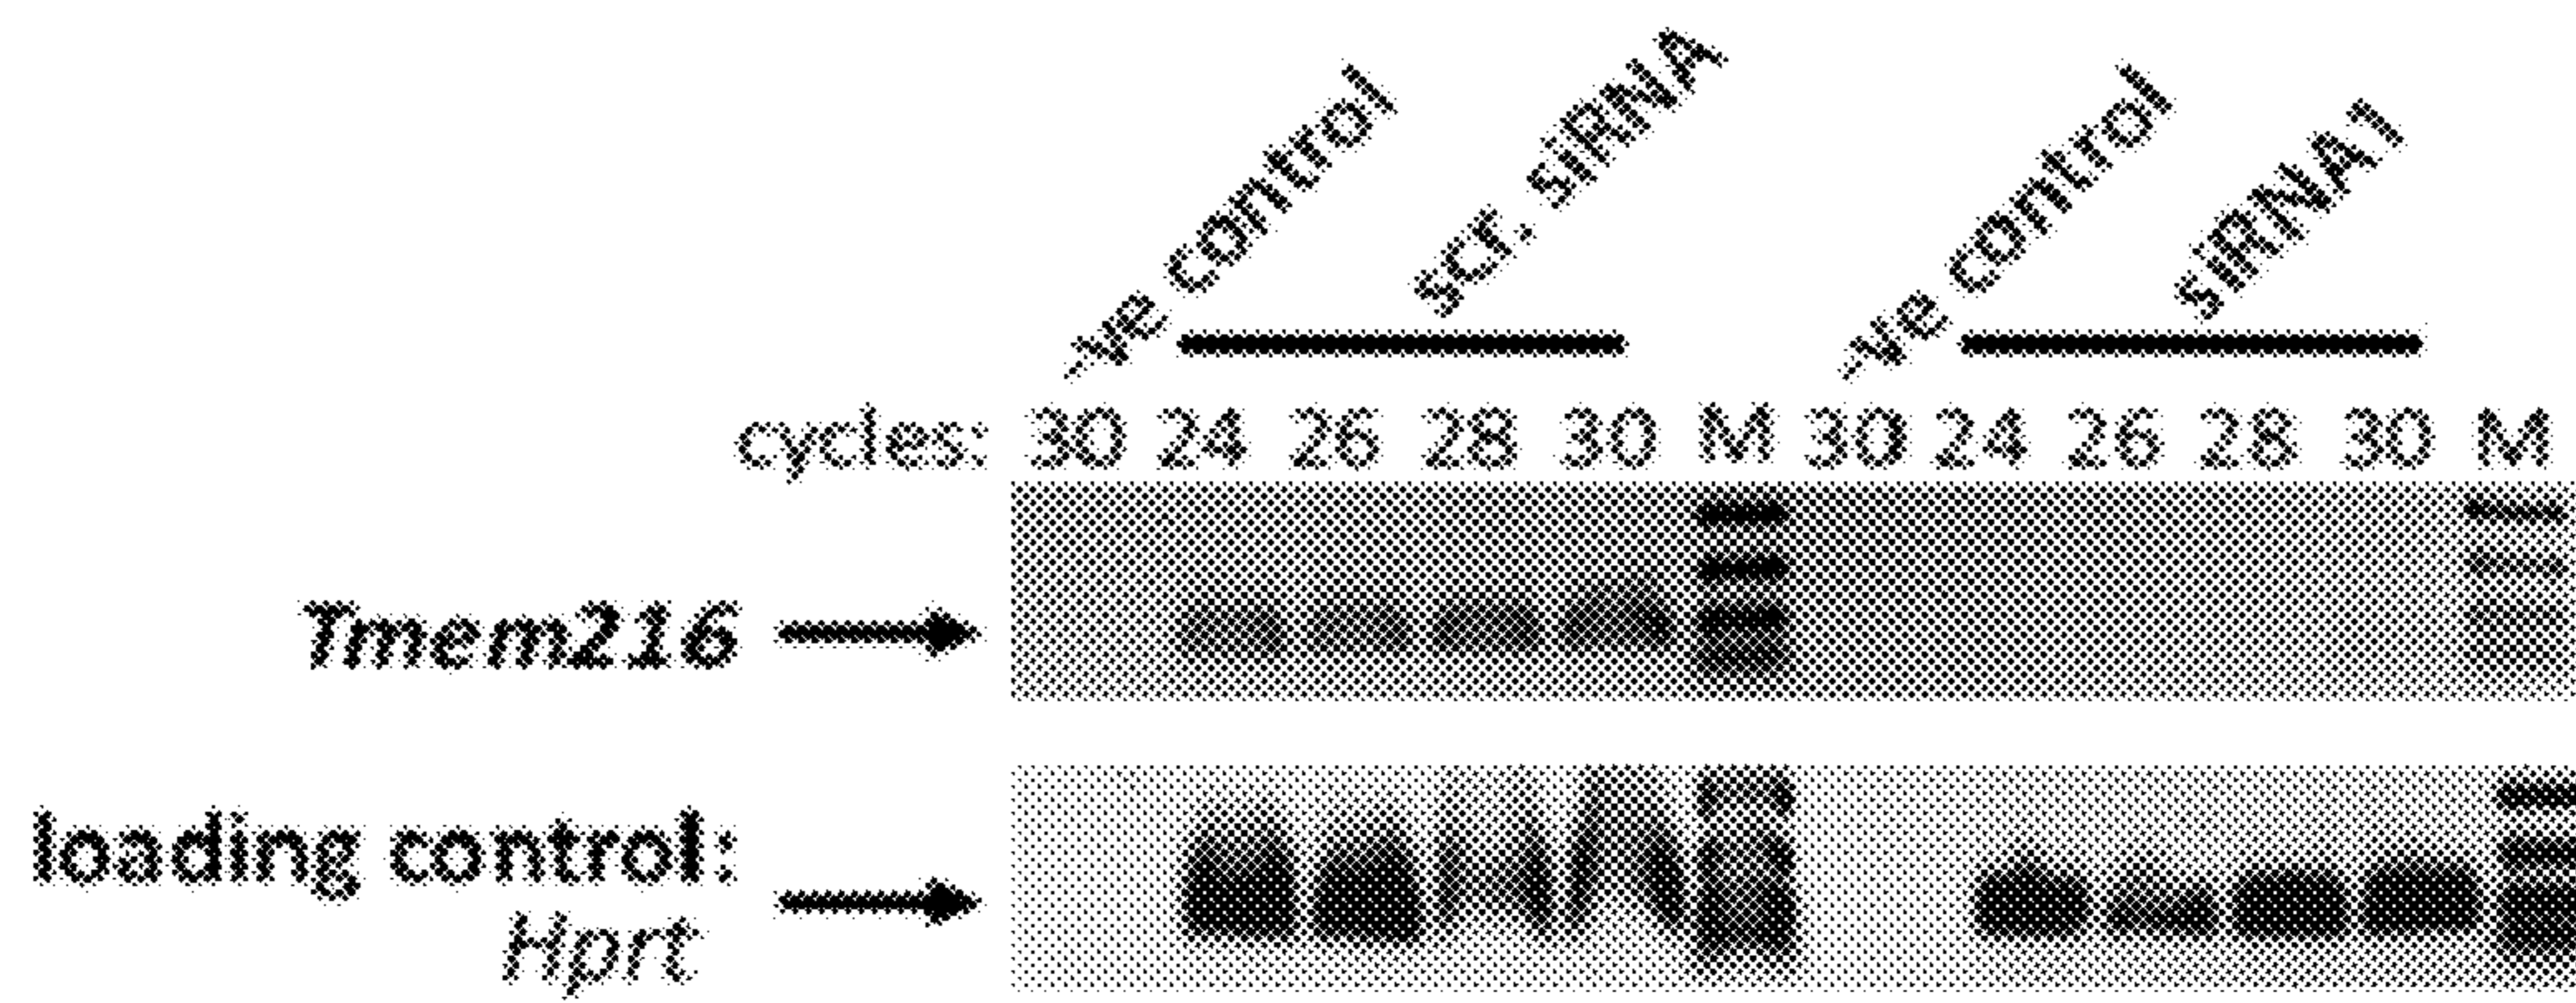 -ve control scr. siRNA -ve control siRNA1
cycles: 30 24 26 28 30 M 30 24 26 28 30 M
Tmem216
loading control:
Hprt